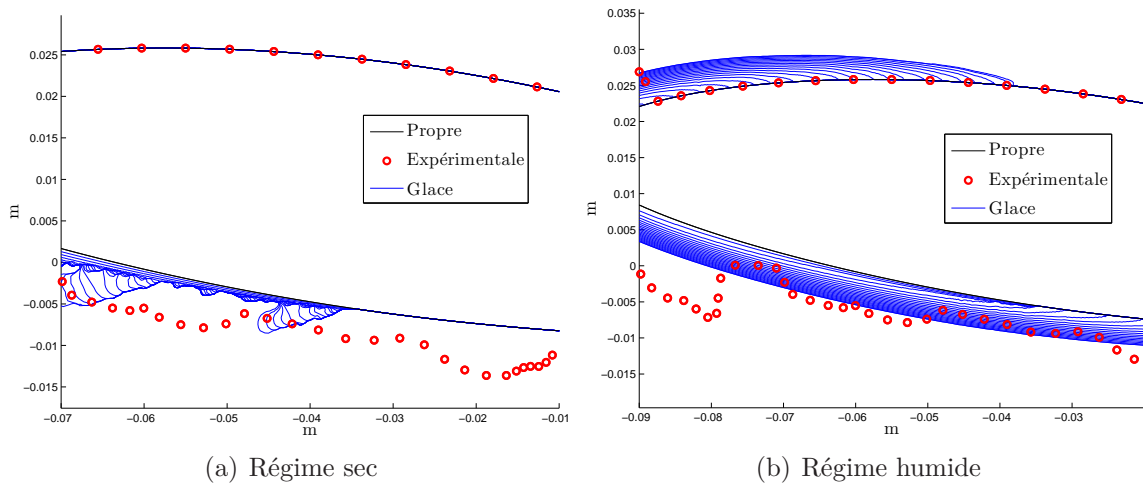 0.025
0.02
0.015
0.01
0.005
0
−0.005
−0.01
−0.015
m
−0.07
−0.06
−0.05
−0.04
−0.03
−0.02
−0.01
m
Propre
Expérimentale
Glace
(a) Régime sec
0.035
0.03
0.025
0.02
0.015
0.01
0.005
0
−0.005
−0.01
−0.015
m
−0.09
−0.08
−0.07
−0.06
−0.05
−0.04
−0.03
m
Propre
Expérimentale
Glace
(b) Régime humide